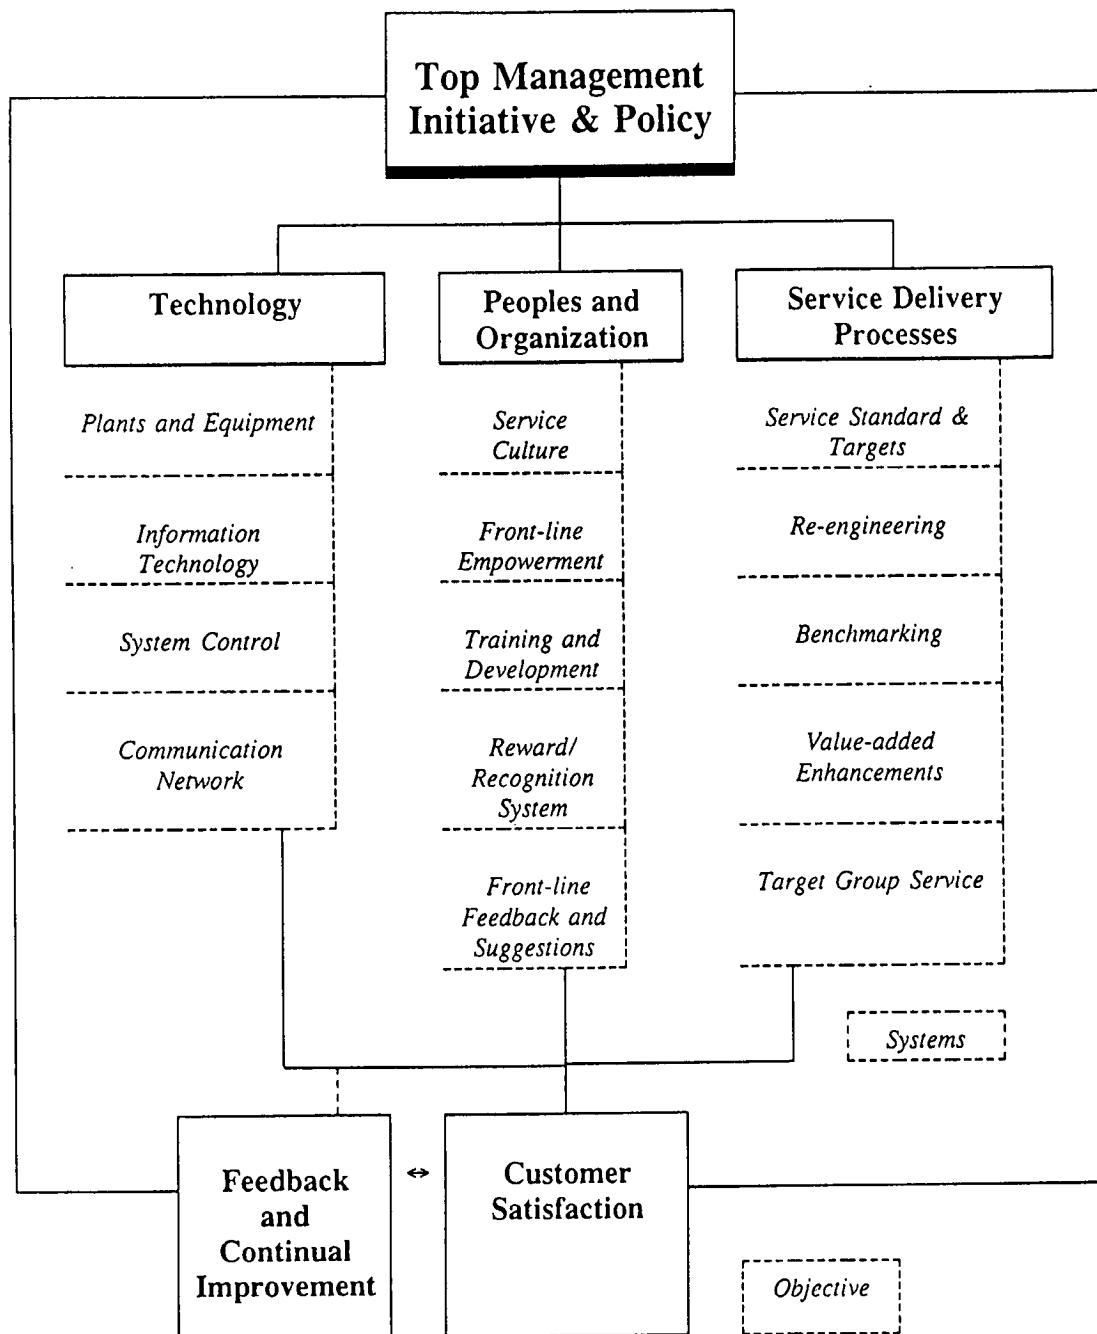 Top Management
Initiative & Policy
Technology
Plants and Equipment
Information
Technology
System Control
Communication
Network
Peoples and
Organization
Service
Culture
Front-line
Empowerment
Training and
Development
Reward/
Recognition
System
Front-line
Feedback and
Suggestions
Service Delivery
Processes
Service Standard &
Targets
Re-engineering
Benchmarking
Value-added
Enhancements
Target Group Service
Systems
Feedback
and
Continual
Improvement
⇔
Customer
Satisfaction
Objective